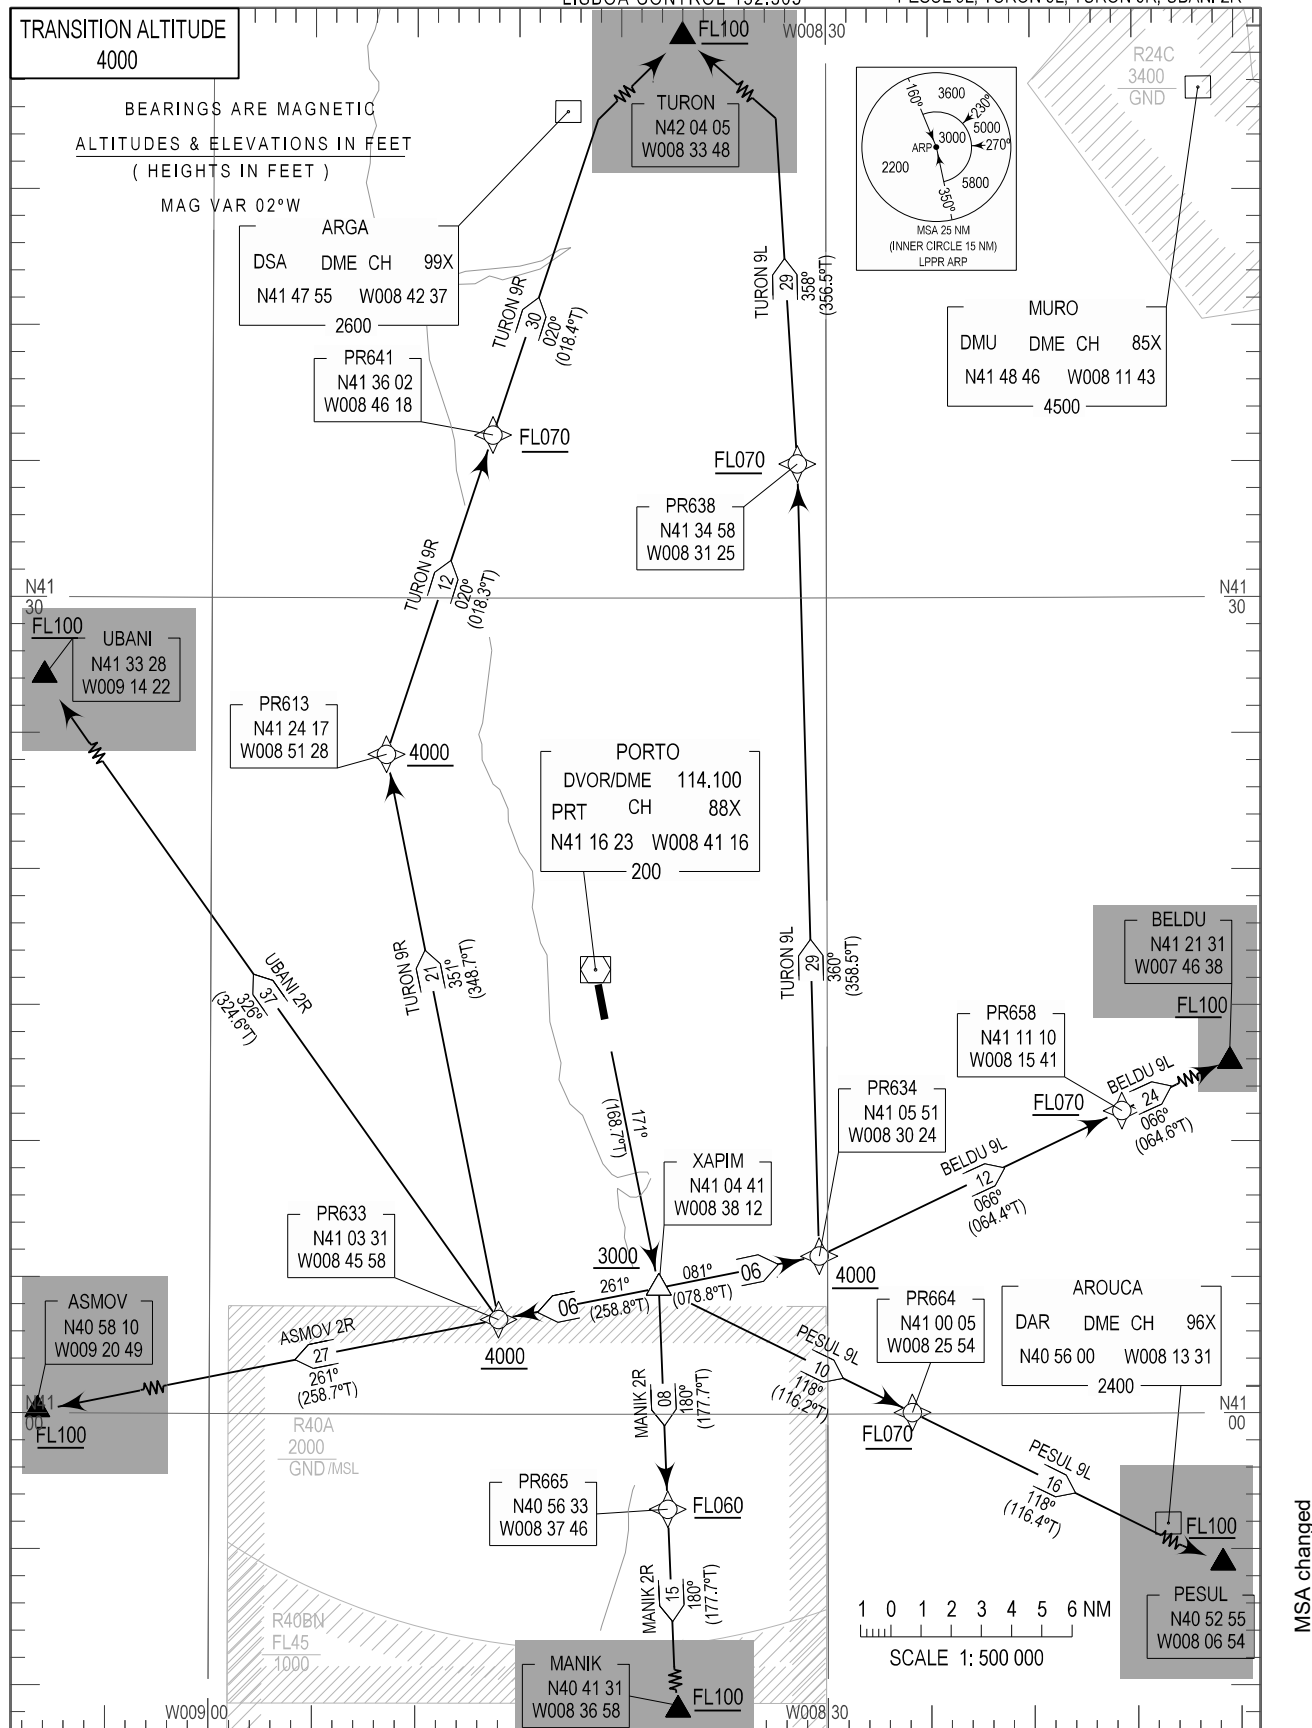 LISBOA CONTROL 132.305
PESUL 9L, TURON 9L, TURON 9R, UBANI 2R
TRANSITION ALTITUDE
4000
BEARINGS ARE MAGNETIC
ALTITUDES & ELEVATIONS IN FEET
( HEIGHTS IN FEET )
MAG VAR 02°W
FL100
TURON
N42 04 05
W008 33 48
W008 30
R24C
3400
GND
160°
3600
230°
5000
3000
270°
ARP
2200
5800
350°
MSA 25 NM
(INNER CIRCLE 15 NM)
LPPR ARP
ARGA
DSA DME CH 99X
N41 47 55 W008 42 37
2600
MURO
DMU DME CH 85X
N41 48 46 W008 11 43
4500
TURON 9R
30
020°
(018.4°T)
TURON 9L
29
358°
(356.5°T)
PR641
N41 36 02
W008 46 18
FL070
FL070
PR638
N41 34 58
W008 31 25
TURON 9R
12
020°
(018.3°T)
N41
30
N41
30
FL100
UBANI
N41 33 28
W009 14 22
PR613
N41 24 17
W008 51 28
4000
PORTO
DVOR/DME 114.100
PRT CH 88X
N41 16 23 W008 41 16
200
UBANI 2R
37
326°
(324.6°T)
TURON 9R
21
351°
(348.7°T)
TURON 9L
29
360°
(358.5°T)
BELDU
N41 21 31
W007 46 38
FL100
PR658
N41 11 10
W008 15 41
FL070
BELDU 9L
24
066°
(064.6°T)
171°
(168.7°T)
PR634
N41 05 51
W008 30 24
BELDU 9L
12
066°
(064.4°T)
XAPIM
N41 04 41
W008 38 12
PR633
N41 03 31
W008 45 58
3000
261°
06
(258.8°T)
081°
06
(078.8°T)
4000
4000
ASMOV
N40 58 10
W009 20 49
N41
00
FL100
ASMOV 2R
27
261°
(258.7°T)
PR664
N41 00 05
W008 25 54
FL070
AROUCA
DAR DME CH 96X
N40 56 00 W008 13 31
2400
N41
00
PESUL 9L
10
118°
(116.2°T)
MANIK 2R
08
180°
(177.7°T)
R40A
2000
GND /MSL
PR665
N40 56 33
W008 37 46
FL060
PESUL 9L
16
118°
(116.4°T)
FL100
PESUL
N40 52 55
W008 06 54
MANIK 2R
15
180°
(177.7°T)
R40BN
FL45
1000
MANIK
N40 41 31
W008 36 58
FL100
1 0 1 2 3 4 5 6 NM
SCALE 1: 500 000
W009 00
W008 30
MSA changed